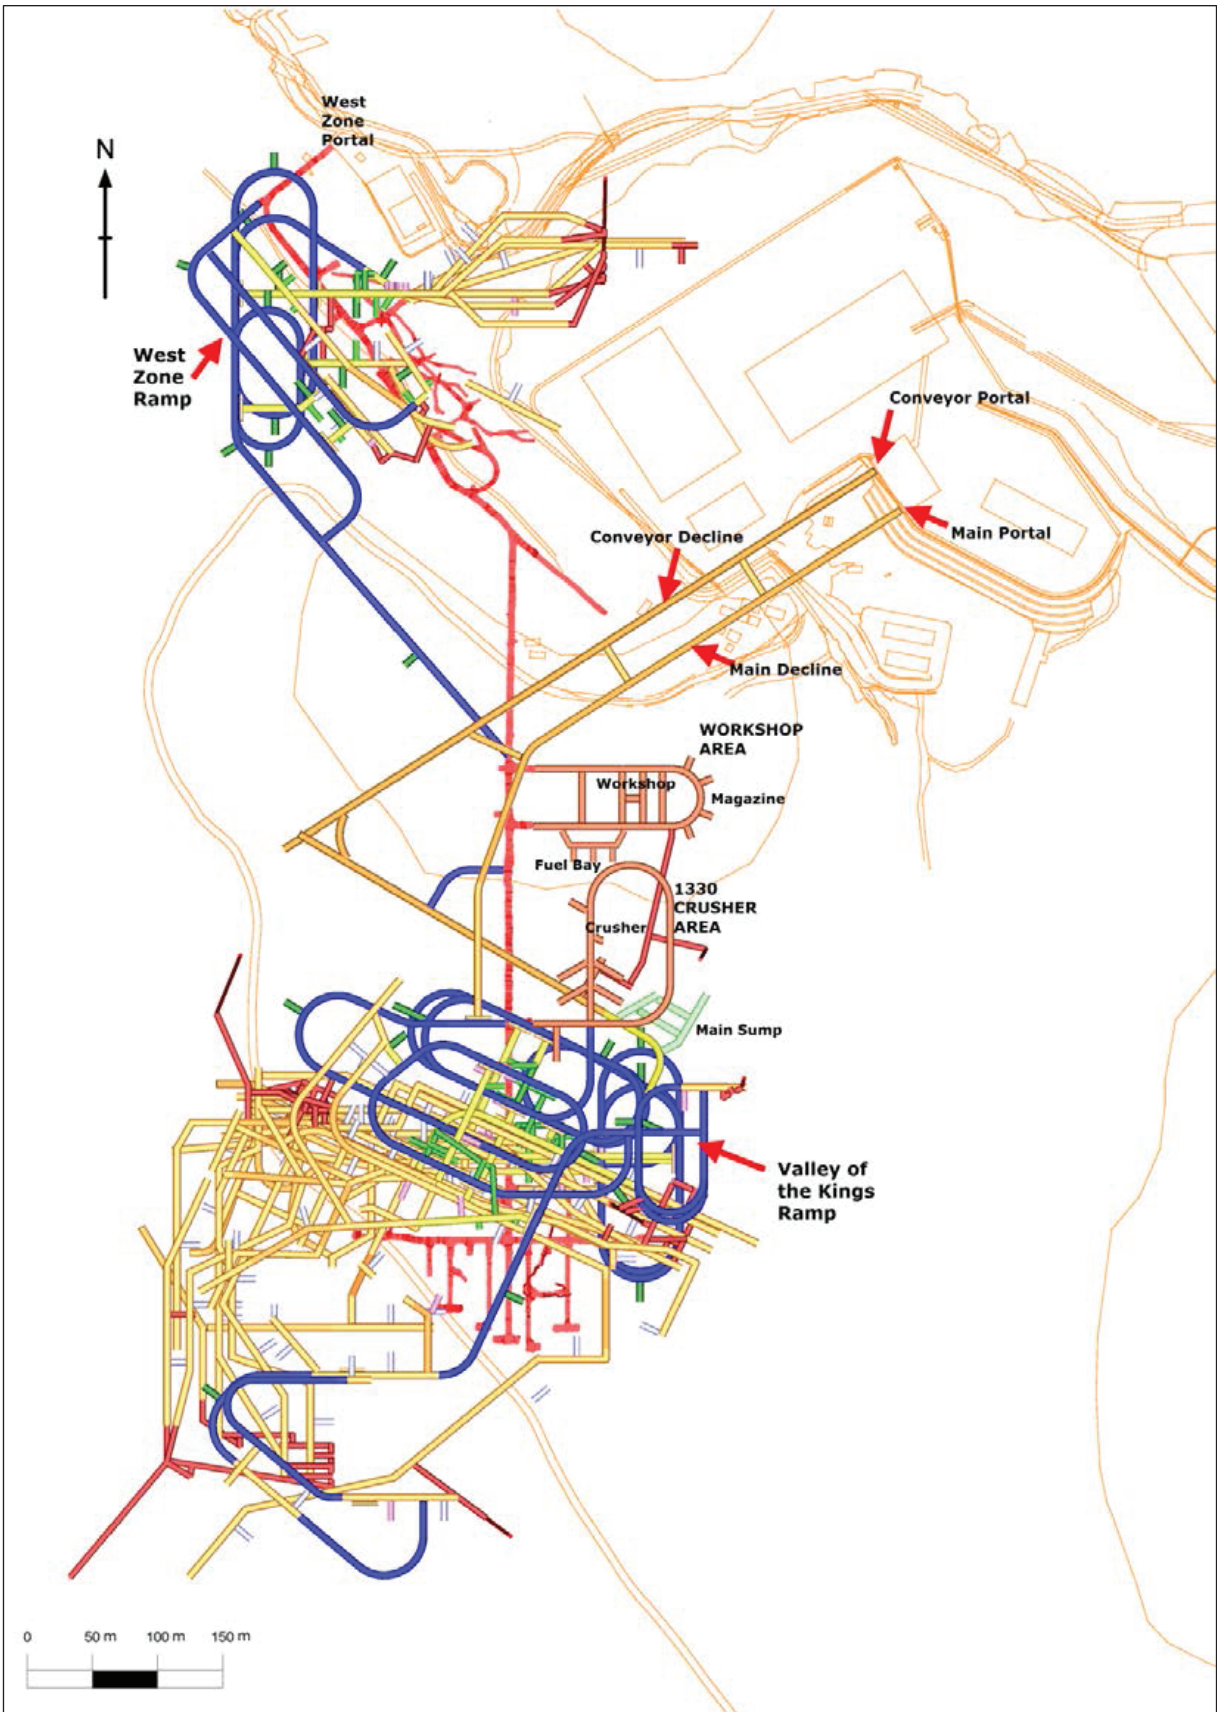 West
Zone
Portal
N
West
Zone
Ramp
Conveyor Portal
Conveyor Decline
Main Portal
Main Decline
WORKSHOP
AREA
Workshop
Magazine
Fuel Bay
1330
CRUSHER
AREA
Crusher
Main Sump
Valley of
the Kings
Ramp
0 50 m 100 m 150 m